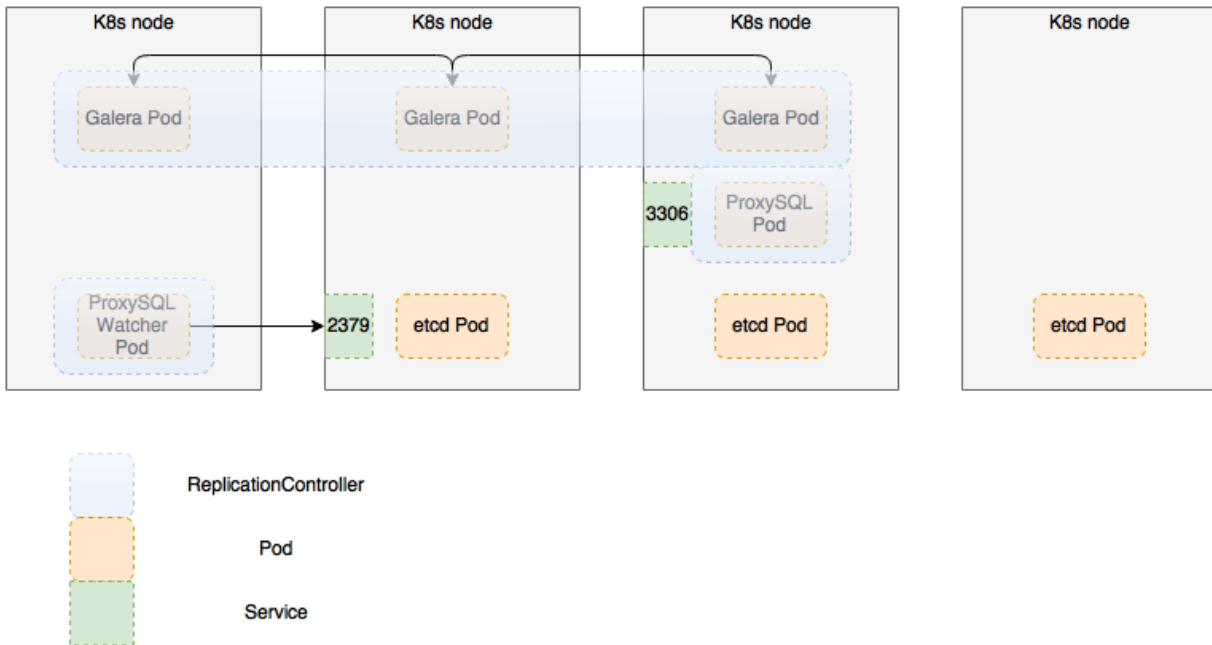 K8s node
K8s node
K8s node
K8s node
Galera Pod
Galera Pod
Galera Pod
3306
ProxySQL
Pod
ProxySQL
Watcher
Pod
2379
etcd Pod
etcd Pod
etcd Pod
ReplicationController
Pod
Service